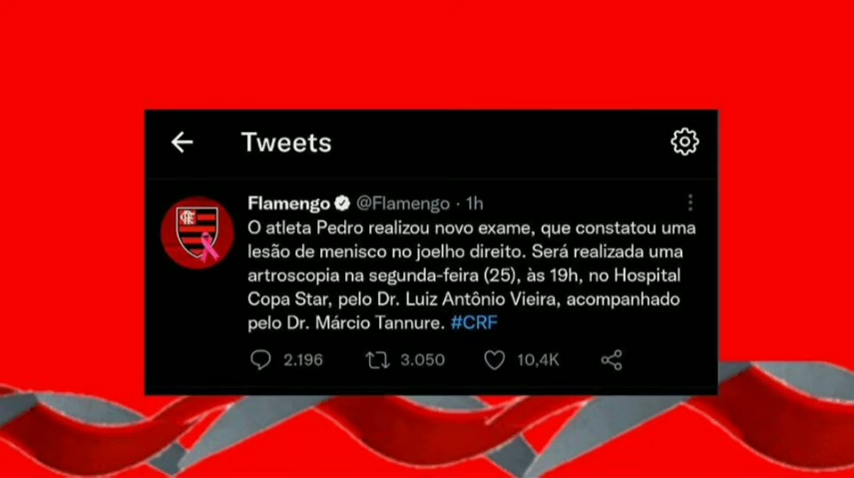 Tweets
Flamengo @Flamengo · 1h
O atleta Pedro realizou novo exame, que constatou uma
lesão de menisco no joelho direito. Será realizada uma
artroscopia na segunda-feira (25), às 19h, no Hospital
Copa Star, pelo Dr. Luiz Antônio Vieira, acompanhado
pelo Dr. Márcio Tannure. #CRF
2.196 3.050 10,4K